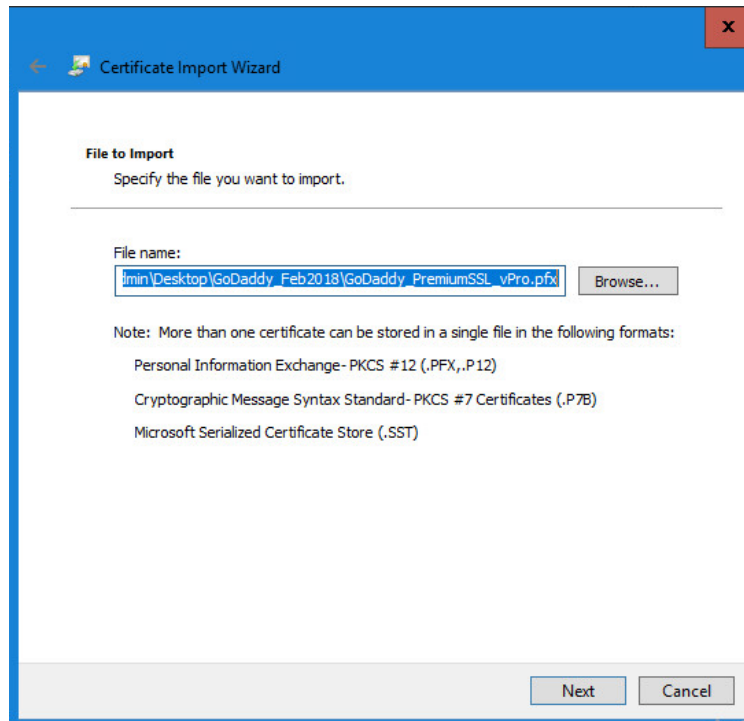 Certificate Import Wizard
File to Import
Specify the file you want to import.
File name:
dmin\Desktop\GoDaddy_Feb2018\GoDaddy_PremiumSSL_vPro.pfx
Browse...
Note: More than one certificate can be stored in a single file in the following formats:
Personal Information Exchange- PKCS #12 (.PFX,.P12)
Cryptographic Message Syntax Standard- PKCS #7 Certificates (.P7B)
Microsoft Serialized Certificate Store (.SST)
Next
Cancel